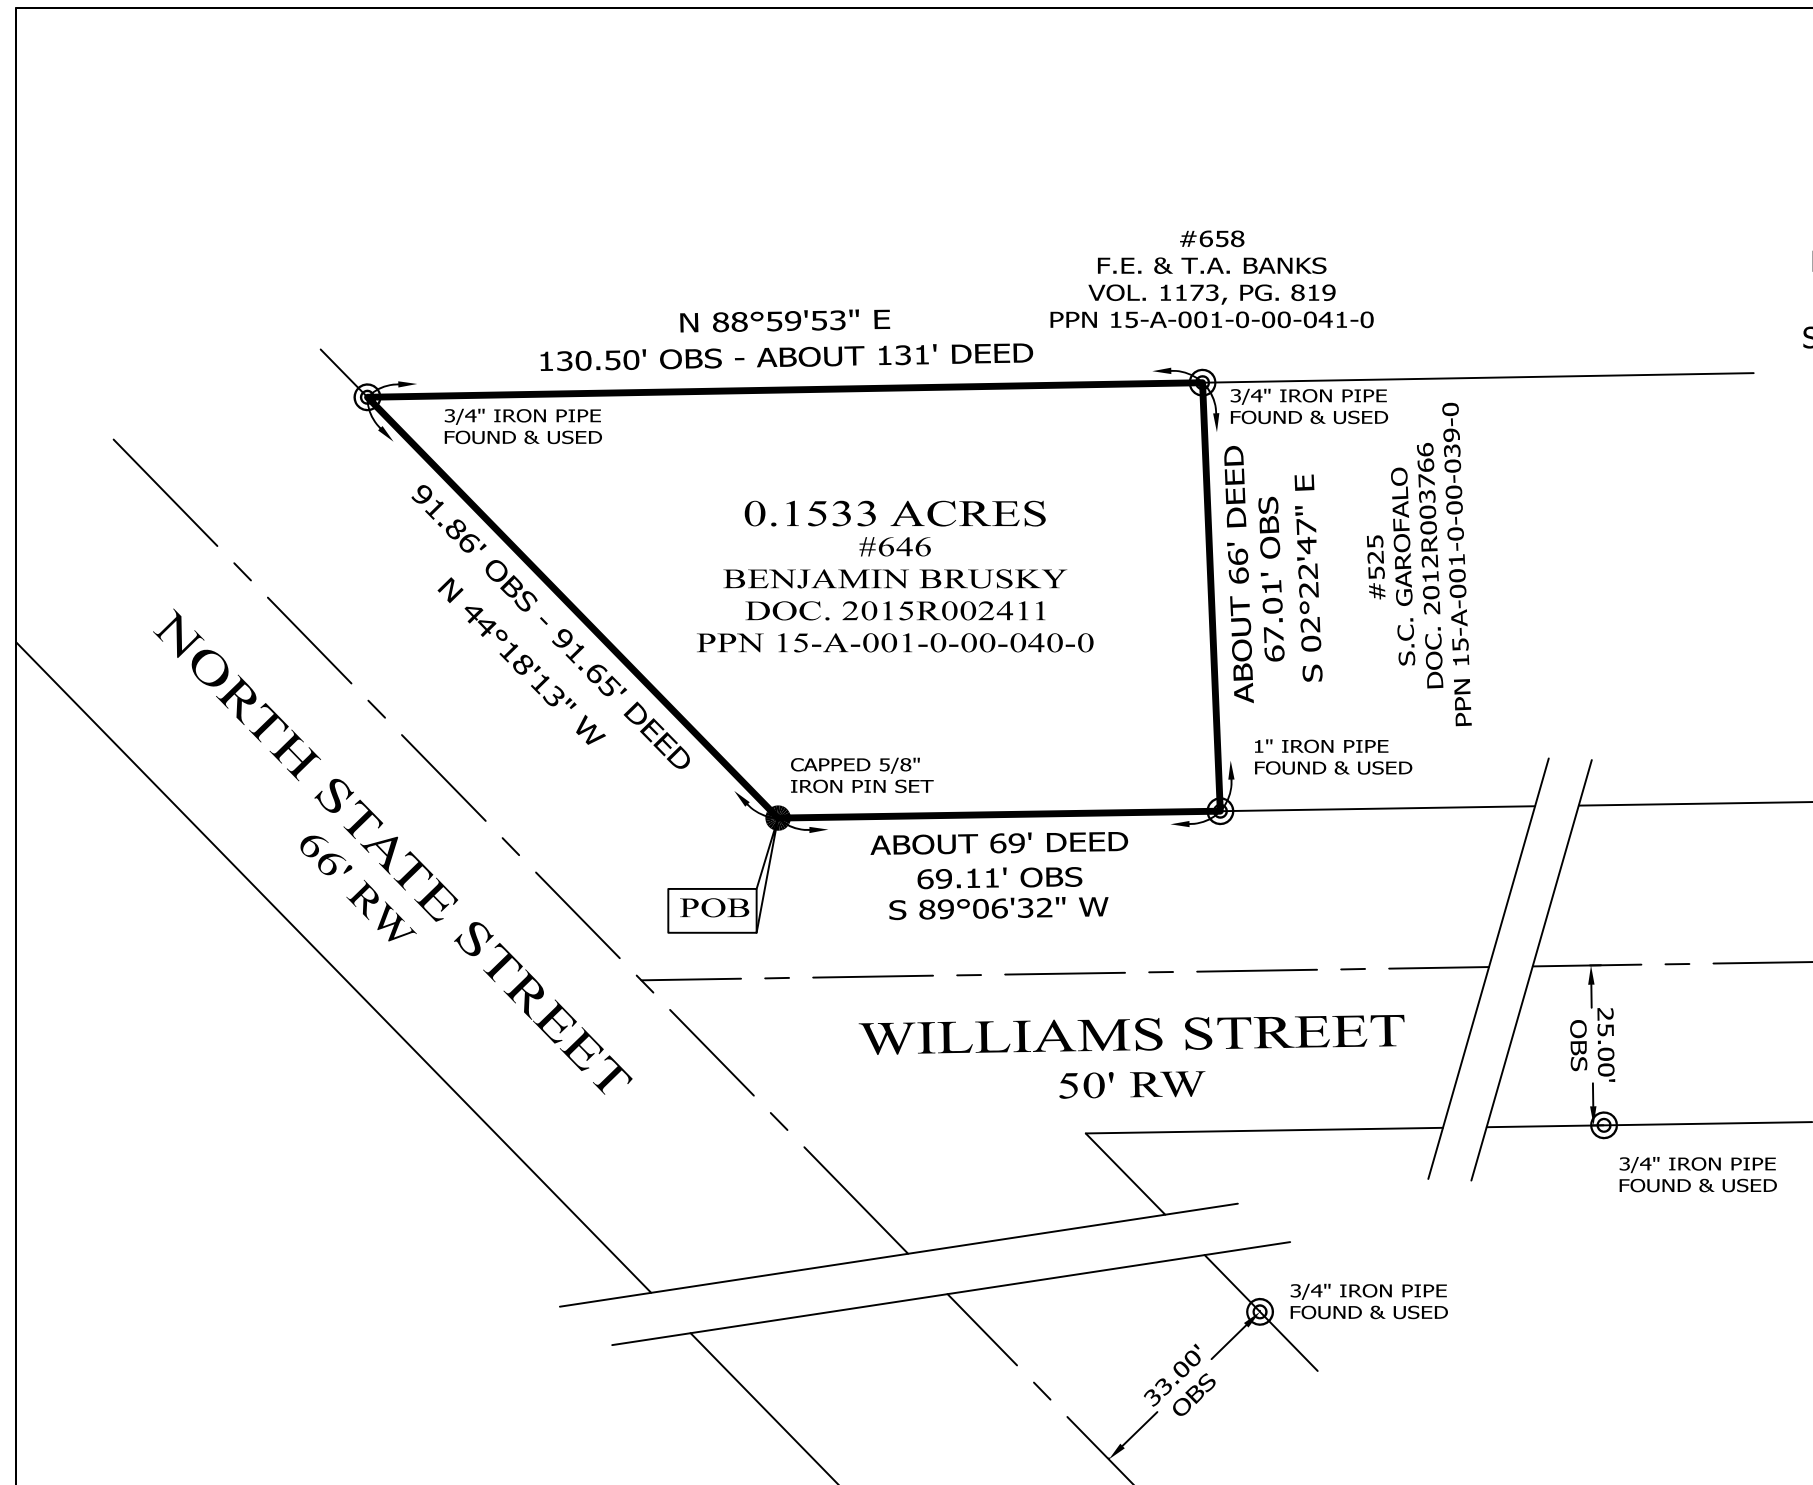 #658
F.E. & T.A. BANKS
VOL. 1173, PG. 819
PPN 15-A-001-0-00-041-0
N 88°59'53" E
130.50' OBS - ABOUT 131' DEED
3/4" IRON PIPE
FOUND & USED
3/4" IRON PIPE
FOUND & USED
91.86' OBS - 91.65' DEED
N 44°18'13" W
0.1533 ACRES
#646
BENJAMIN BRUSKY
DOC. 2015R002411
PPN 15-A-001-0-00-040-0
ABOUT 66' DEED
67.01' OBS
S 02°22'47" E
#525
S.C. GAROFALO
DOC. 2012R003766
PPN 15-A-001-0-00-039-0
CAPPED 5/8"
IRON PIN SET
1" IRON PIPE
FOUND & USED
NORTH STATE STREET
66' RW
ABOUT 69' DEED
69.11' OBS
S 89°06'32" W
POB
WILLIAMS STREET
50' RW
25.00'
OBS
3/4" IRON PIPE
FOUND & USED
3/4" IRON PIPE
FOUND & USED
33.00'
OBS